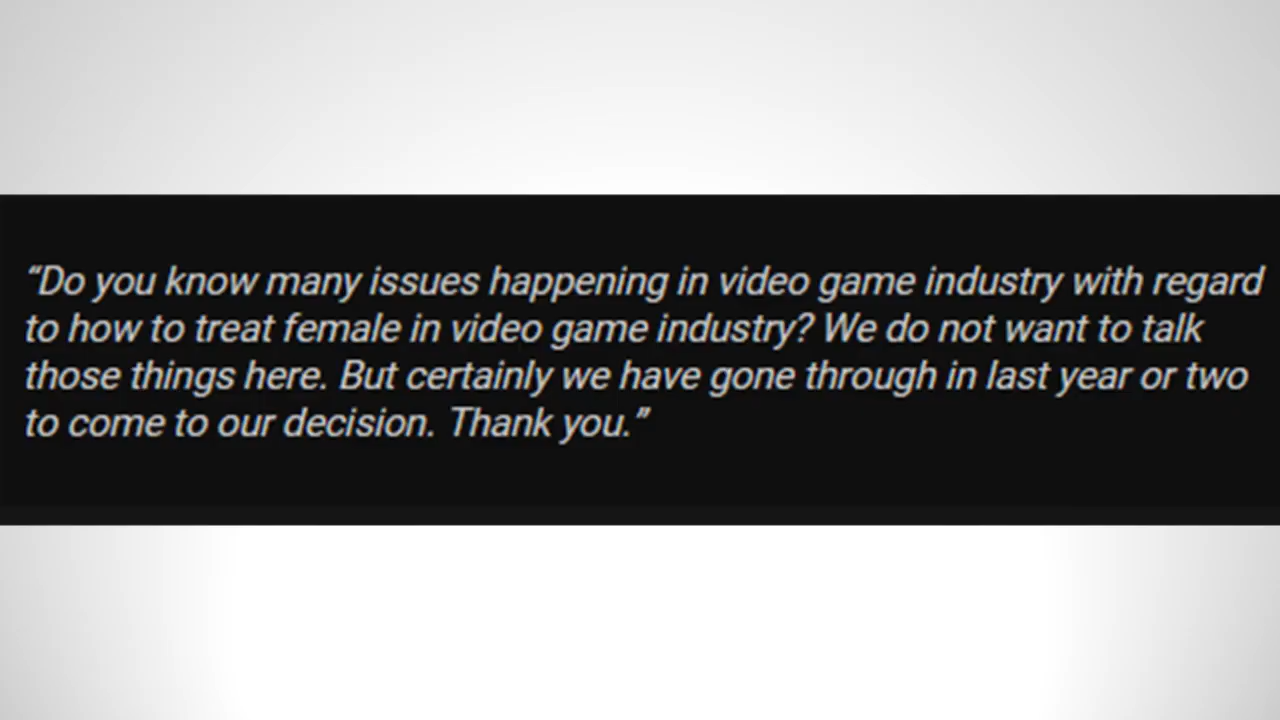 “Do you know many issues happening in video game industry with regard
to how to treat female in video game industry? We do not want to talk
those things here. But certainly we have gone through in last year or two
to come to our decision. Thank you.”